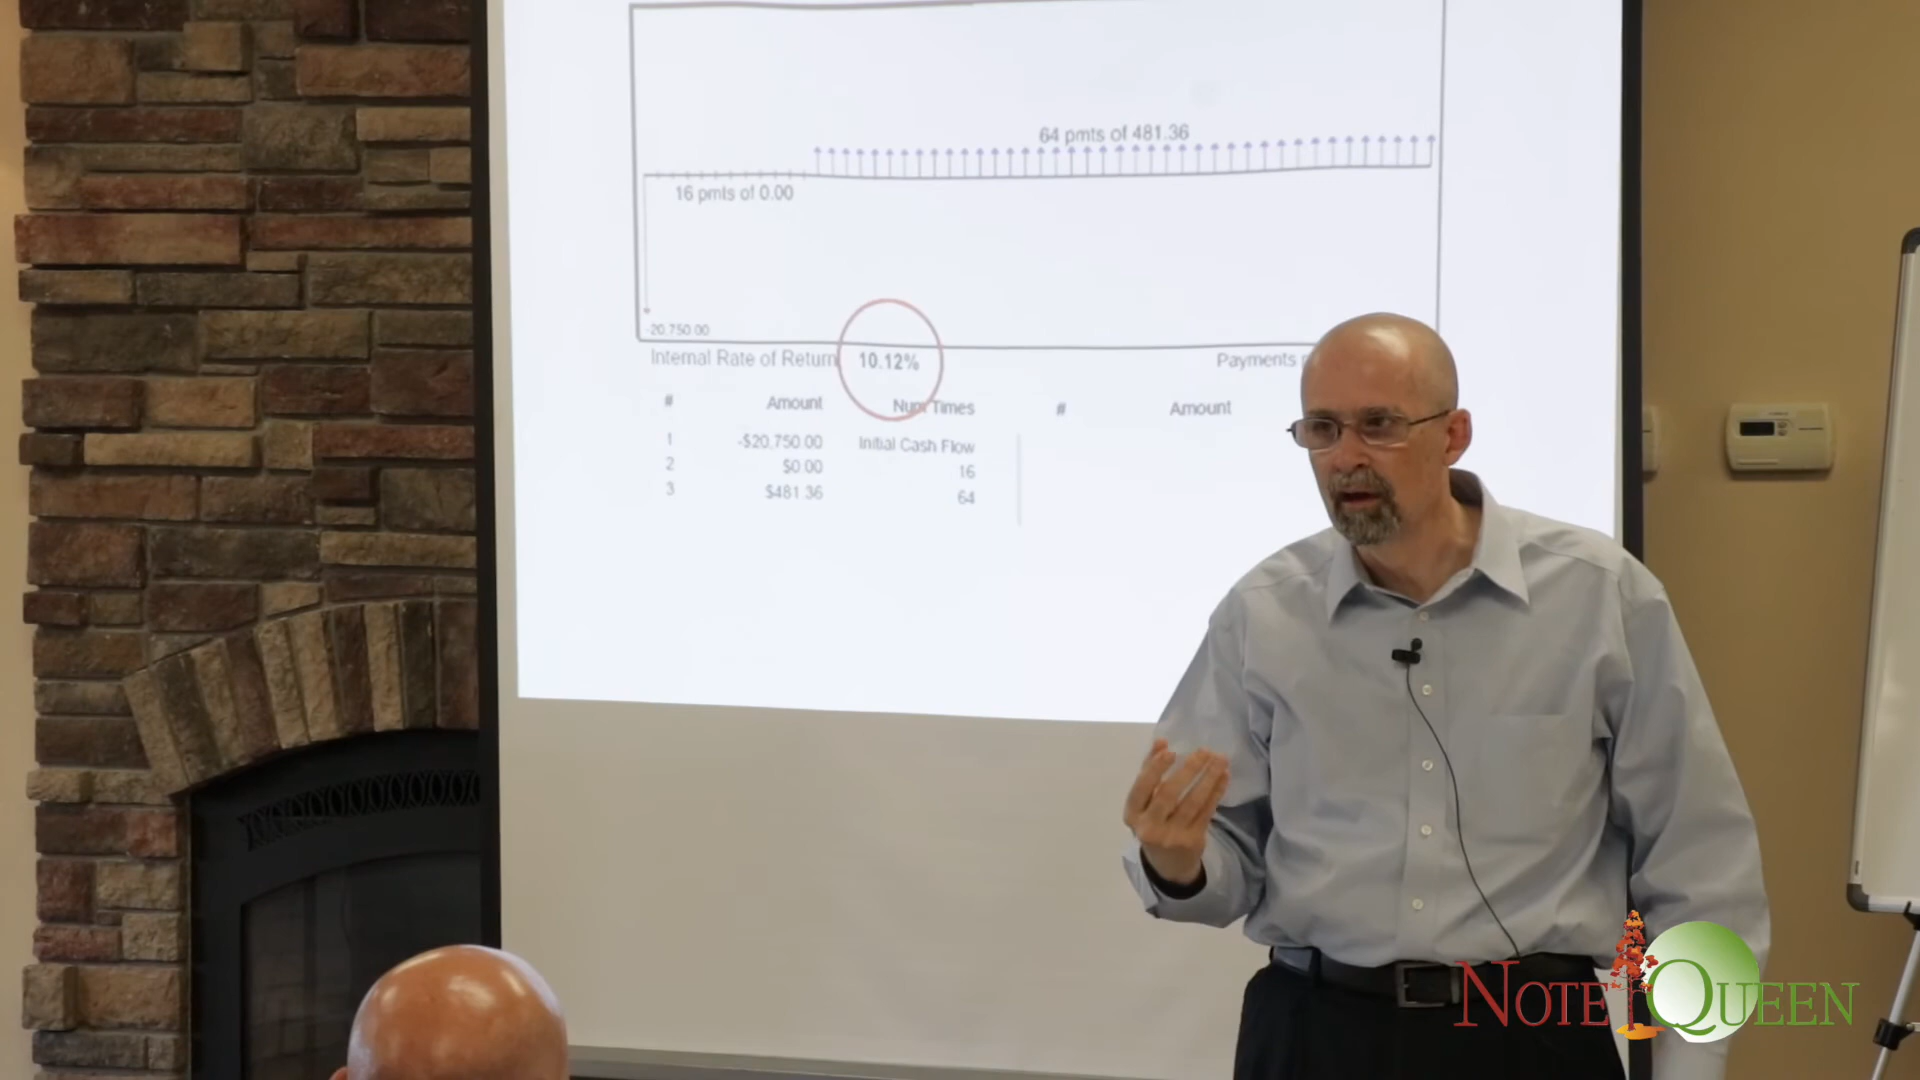 64 pmts of 481.36
16 pmts of 0.00
-20.750.00
Internal Rate of Return 10.12% Payments
# Amount Num Times # Amount
1 -$20,750.00 Initial Cash Flow
2 $0.00 16
3 $481.36 64
NOTE QUEEN